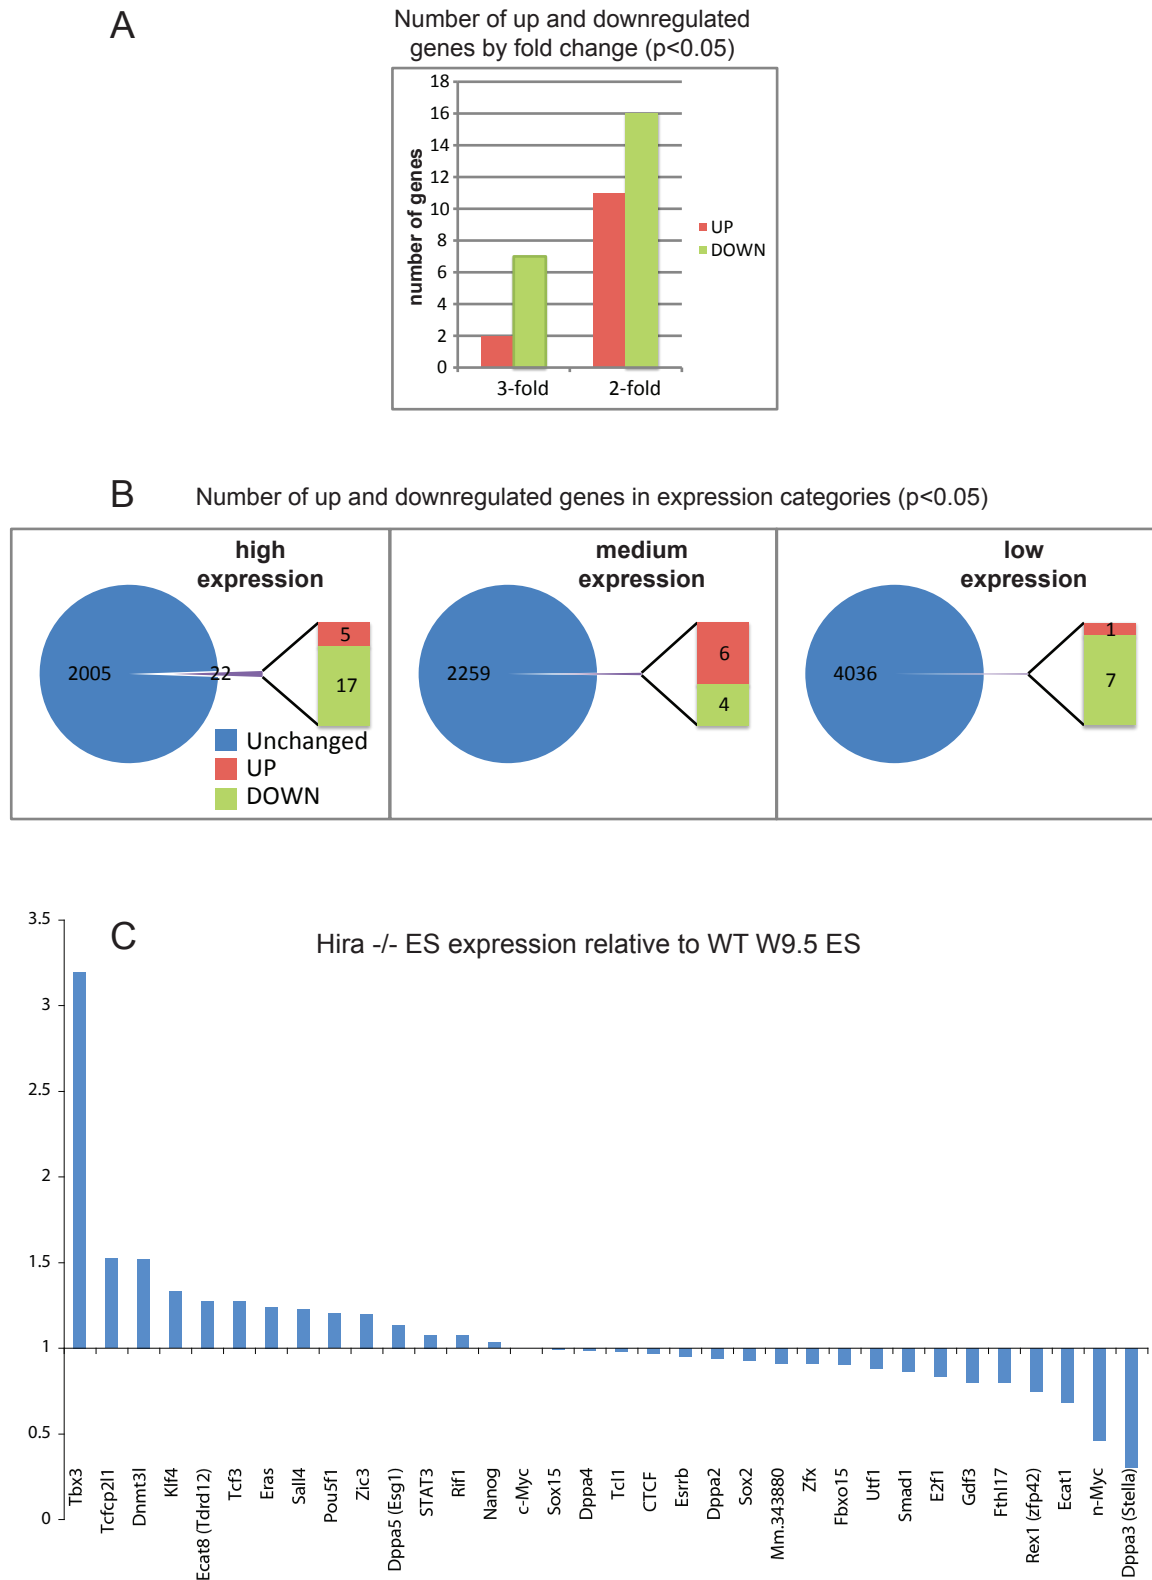 A
Number of up and downregulated
genes by fold change (p<0.05)
18
16
14
12
10
8
6
4
2
0
number of genes
3-fold
2-fold
UP
DOWN
B
Number of up and downregulated genes in expression categories (p<0.05)
high
expression
2005
22
5
17
Unchanged
UP
DOWN
medium
expression
2259
6
4
low
expression
4036
1
7
C
Hira -/- ES expression relative to WT W9.5 ES
3.5
3
2.5
2
1.5
1
0.5
0
Tbx3
Tcfcp2l1
Dnmt3l
Klf4
Ecat8 (Tdrd12)
Tcf3
Eras
Sall4
Pou5f1
Zic3
Dppa5 (Esg1)
STAT3
Rif1
Nanog
c-Myc
Sox15
Dppa4
Tcl1
CTCF
Esrrb
Dppa2
Sox2
Mm.343880
Zfx
Fbxo15
Utf1
Smad1
E2f1
Gdf3
Fthl17
Rex1 (zfp42)
Ecat1
n-Myc
Dppa3 (Stella)